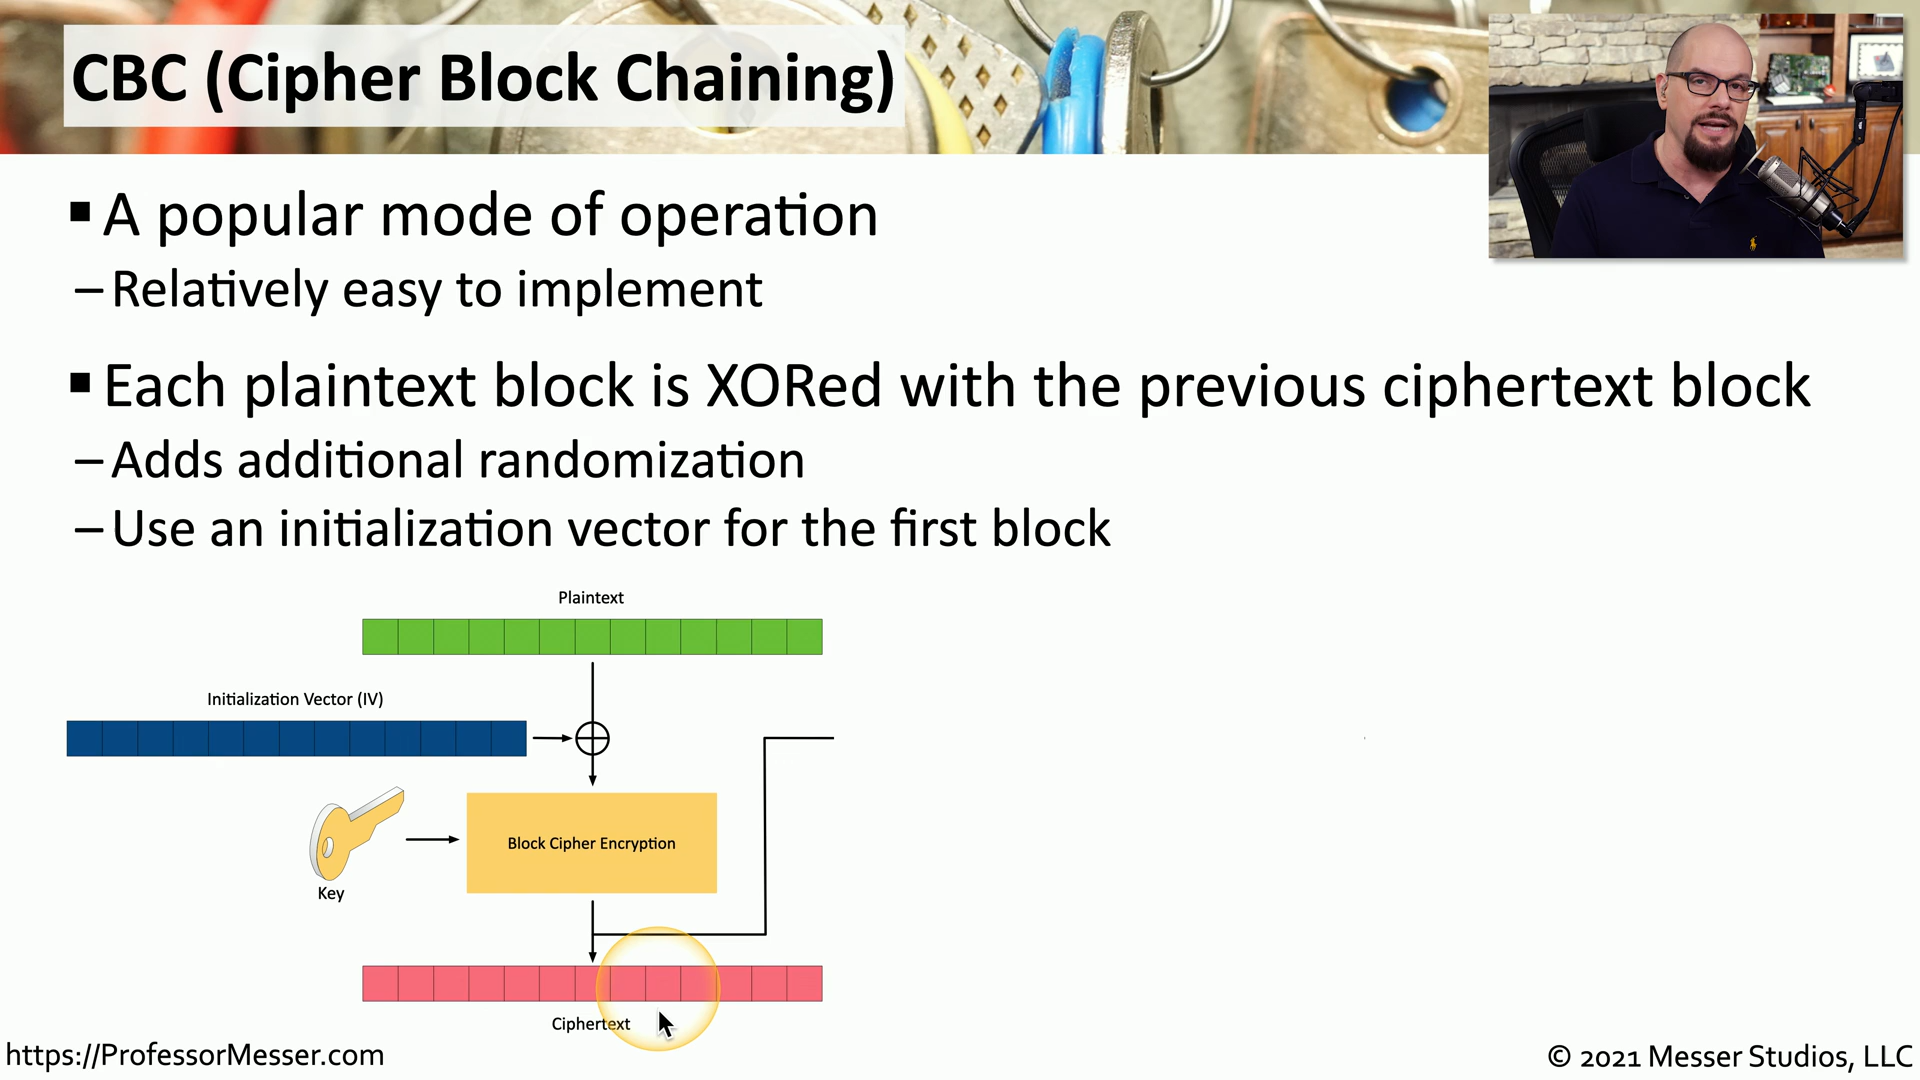 CBC (Cipher Block Chaining)
▪ A popular mode of operation
– Relatively easy to implement
▪ Each plaintext block is XORed with the previous ciphertext block
– Adds additional randomization
– Use an initialization vector for the first block
Plaintext
Initialization Vector (IV)
Block Cipher Encryption
Key
Ciphertext
https://ProfessorMesser.com
© 2021 Messer Studios, LLC